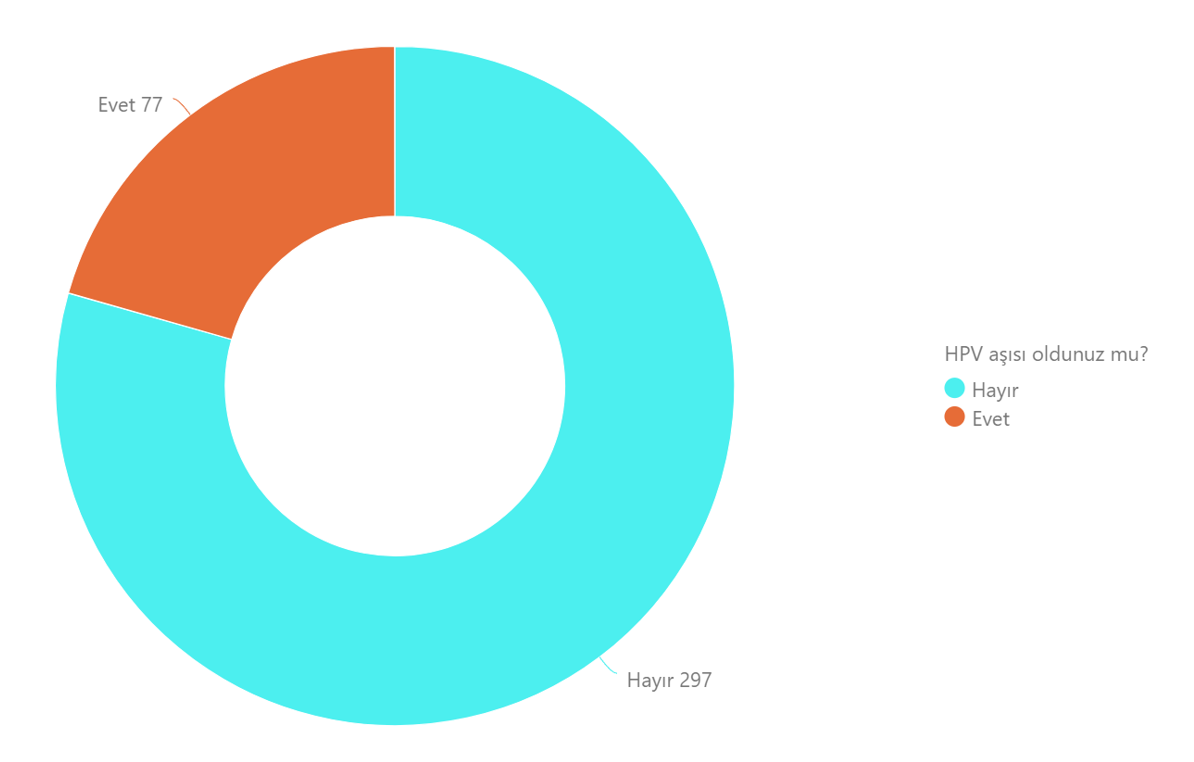 Evet 77
HPV aşısı oldunuz mu?
Hayır
Evet
Hayır 297